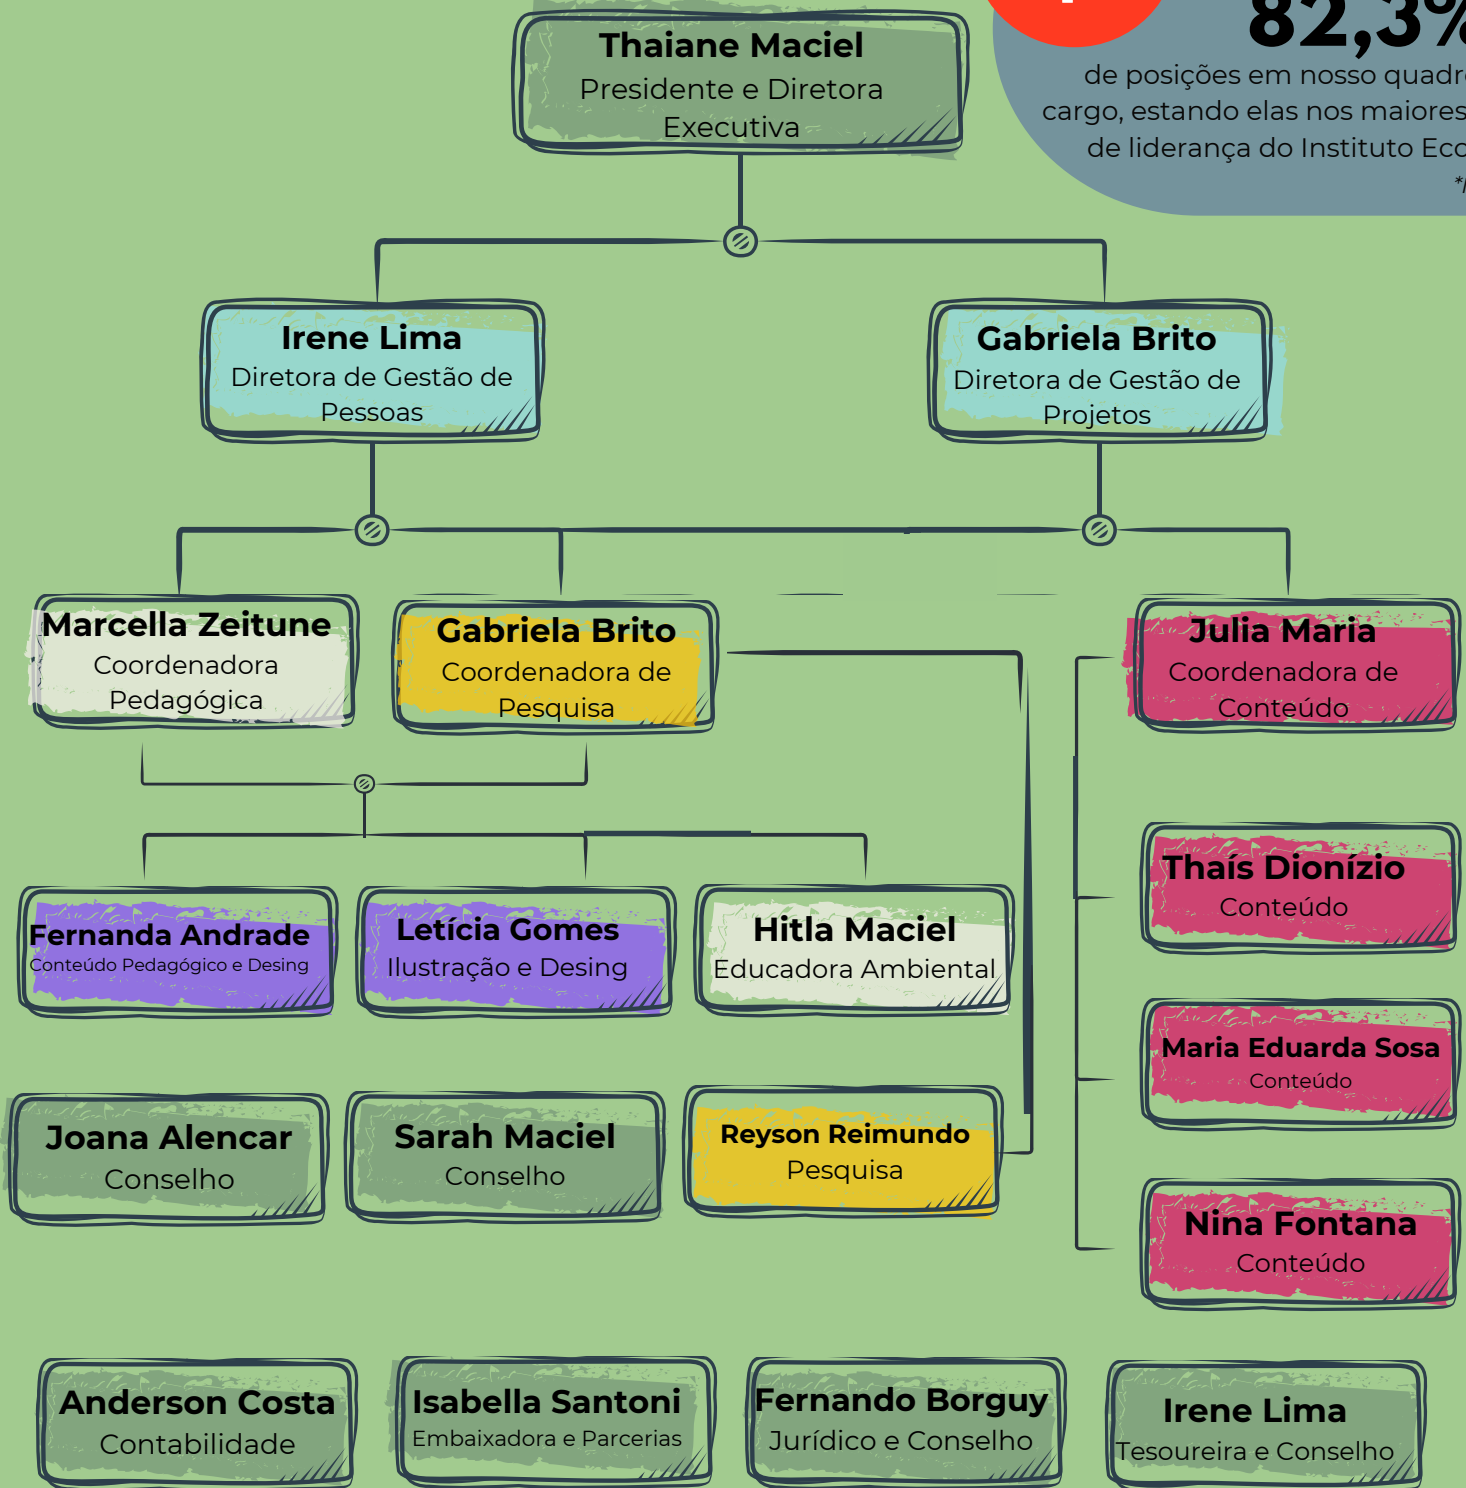 Thaiane Maciel
Presidente e Diretora
Executiva
82,3%
de posições em nosso
cargo, estando elas nos maiores
de liderança do Instituto
Irene Lima
Diretora de Gestão de
Pessoas
Gabriela Brito
Diretora de Gestão de
Projetos
Marcella Zeitune
Coordenadora
Pedagógica
Gabriela Brito
Coordenadora de
Pesquisa
Julia Maria
Coordenadora de
Conteúdo
Thaís Dionízio
Conteúdo
Fernanda Andrade
Conteúdo Pedagógico e Desing
Letícia Gomes
Ilustração e Desing
Hitla Maciel
Educadora Ambiental
Maria Eduarda Sosa
Conteúdo
Joana Alencar
Conselho
Sarah Maciel
Conselho
Reyson Reimundo
Pesquisa
Nina Fontana
Conteúdo
Anderson Costa
Contabilidade
Isabella Santoni
Embaixadora e Parcerias
Fernando Borguy
Jurídico e Conselho
Irene Lima
Tesoureira e Conselho